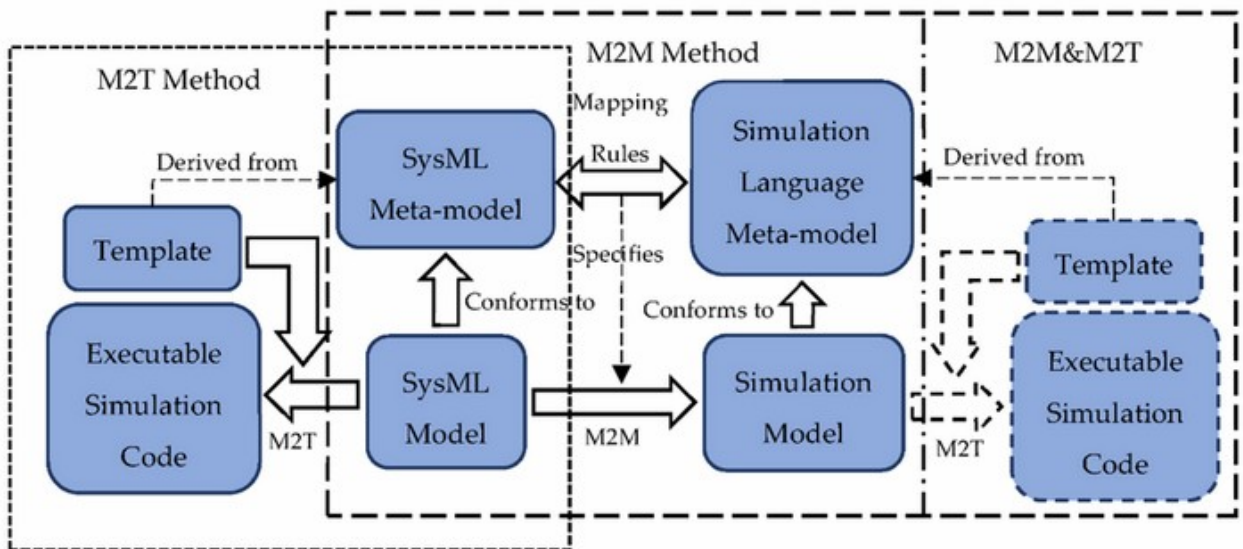 M2T Method
M2M Method
M2M&M2T
Derived from
Template
Executable
Simulation
Code
M2T
SysML
Meta-model
Conforms to
SysML
Model
Mapping
Rules
Specifies
M2M
Simulation
Language
Meta-model
Conforms to
Simulation
Model
Derived from
Template
M2T
Executable
Simulation
Code